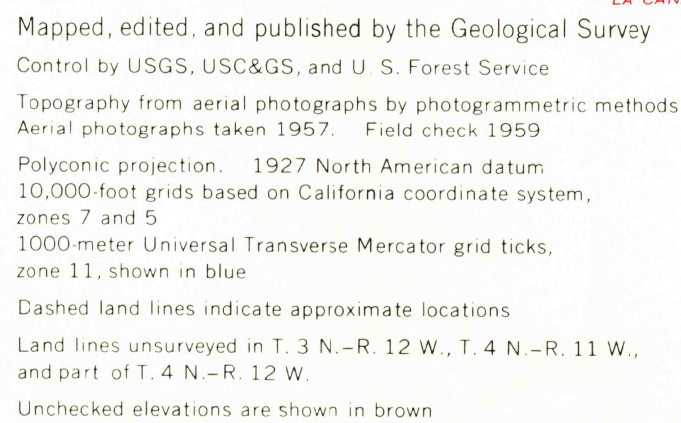 Mapped, edited, and published by the Geological Survey
Control by USGS, USC&GS, and U. S. Forest Service
Topography from aerial photographs by photogrammetric methods
Aerial photographs taken 1957. Field check 1959
Polyconic projection. 1927 North American datum
10,000-foot grids based on California coordinate system,
zones 7 and 5
1000-meter Universal Transverse Mercator grid ticks,
zone 11, shown in blue
Dashed land lines indicate approximate locations
Land lines unsurveyed in T. 3 N.–R. 12 W., T. 4 N.–R. 11 W.,
and part of T. 4 N.–R. 12 W.
Unchecked elevations are shown in brown